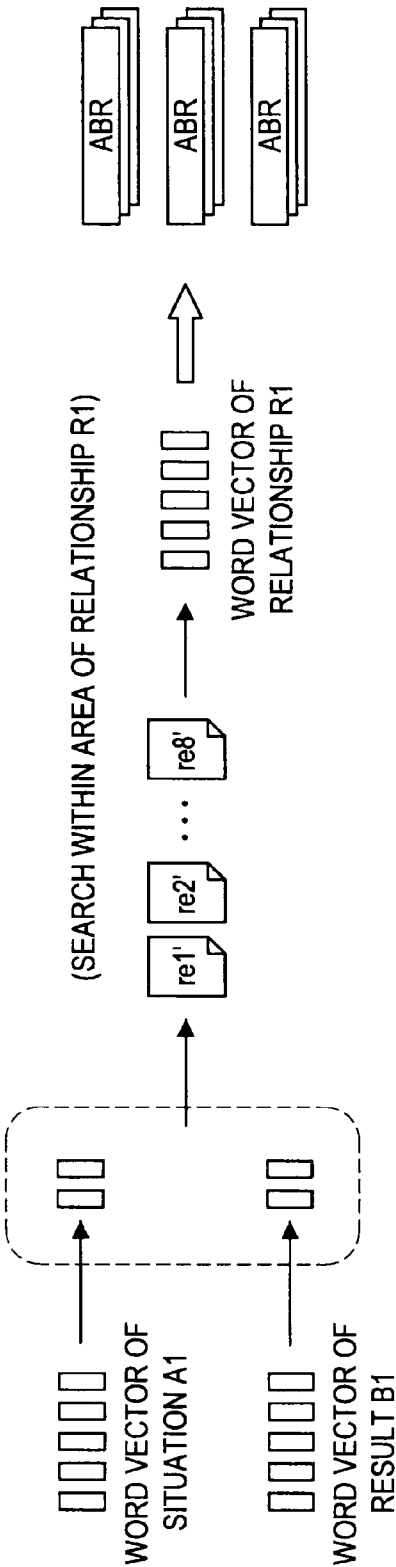 WORD VECTOR OF
SITUATION A1
WORD VECTOR OF
RESULT B1
(SEARCH WITHIN AREA OF RELATIONSHIP R1)
re1'
re2'
...
re8'
WORD VECTOR OF
RELATIONSHIP R1
ABR
ABR
ABR